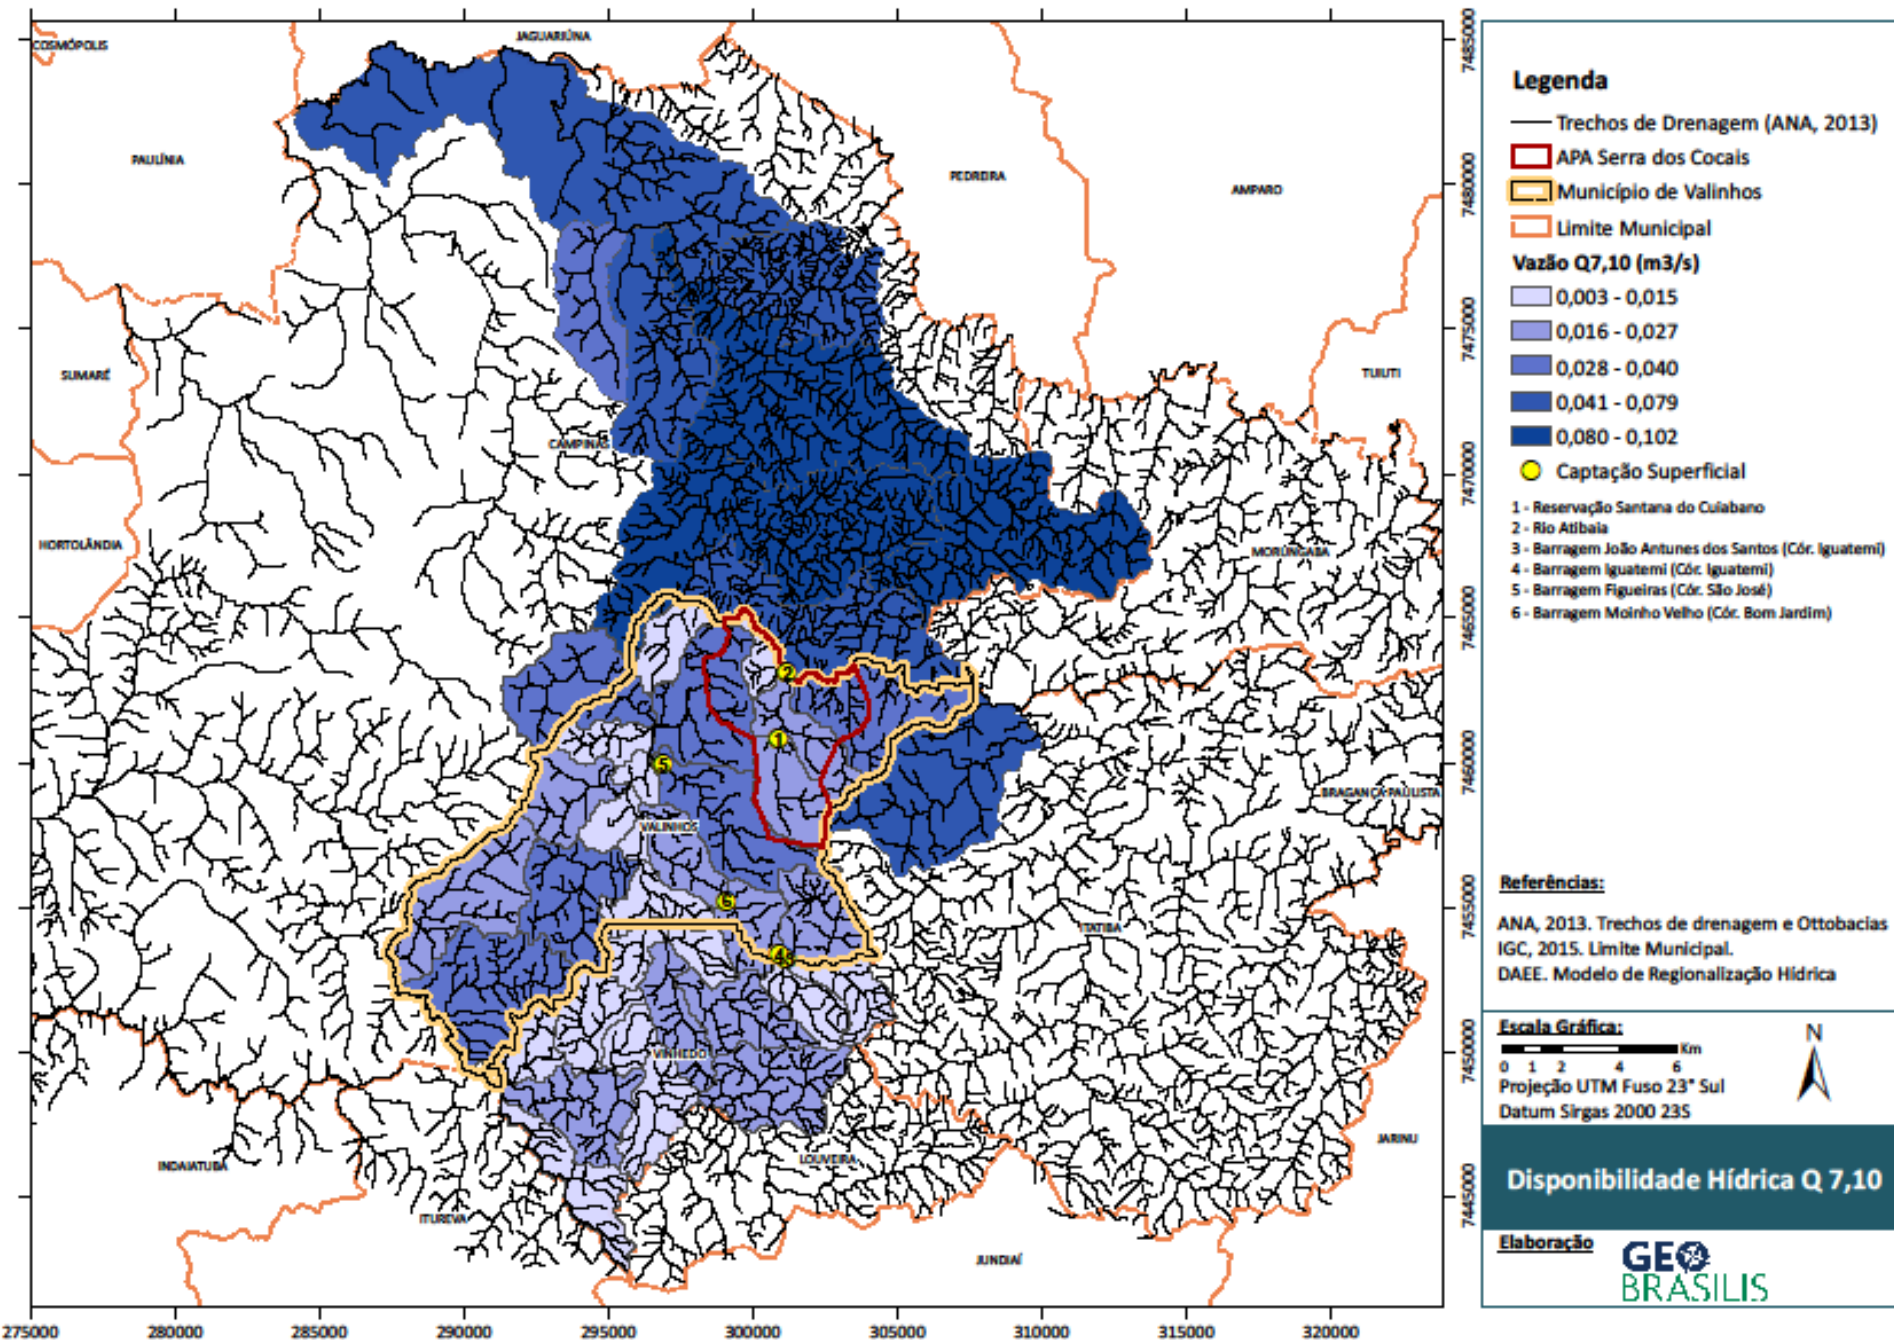 COSMÓPOLIS
JAGUARIÚNA
PAULÍNIA
PEDREIRA
AMPARO
SUMARÉ
TUIUTI
CAMPINAS
HORTOLÂNDIA
MORUNGABA
BRAGANÇA PAULISTA
VALINHOS
ITATIBA
VINHEDO
INDAIATUBA
ITUPEVA
LOUVEIRA
JARINU
JUNDIAÍ
2
1
5
6
4
7485000
7480000
7475000
7470000
7465000
7460000
7455000
7450000
7445000
275000 280000 285000 290000 295000 300000 305000 310000 315000 320000
Legenda
Trechos de Drenagem (ANA, 2013)
APA Serra dos Cocais
Município de Valinhos
Limite Municipal
Vazão Q7,10 (m3/s)
0,003 - 0,015
0,016 - 0,027
0,028 - 0,040
0,041 - 0,079
0,080 - 0,102
Captação Superficial
1 - Reservação Santana do Cuiabano
2 - Rio Atibaia
3 - Barragem João Antunes dos Santos (Cór. Iguatemi)
4 - Barragem Iguatemi (Cór. Iguatemi)
5 - Barragem Figueiras (Cór. São José)
6 - Barragem Moinho Velho (Cór. Bom Jardim)
Referências:
ANA, 2013. Trechos de drenagem e Ottobacias
IGC, 2015. Limite Municipal.
DAEE. Modelo de Regionalização Hídrica
Escala Gráfica:
N
Km
0 1 2 4 6
Projeção UTM Fuso 23° Sul
Datum Sirgas 2000 23S
Disponibilidade Hídrica Q 7,10
Elaboração
GEO
BRASILIS